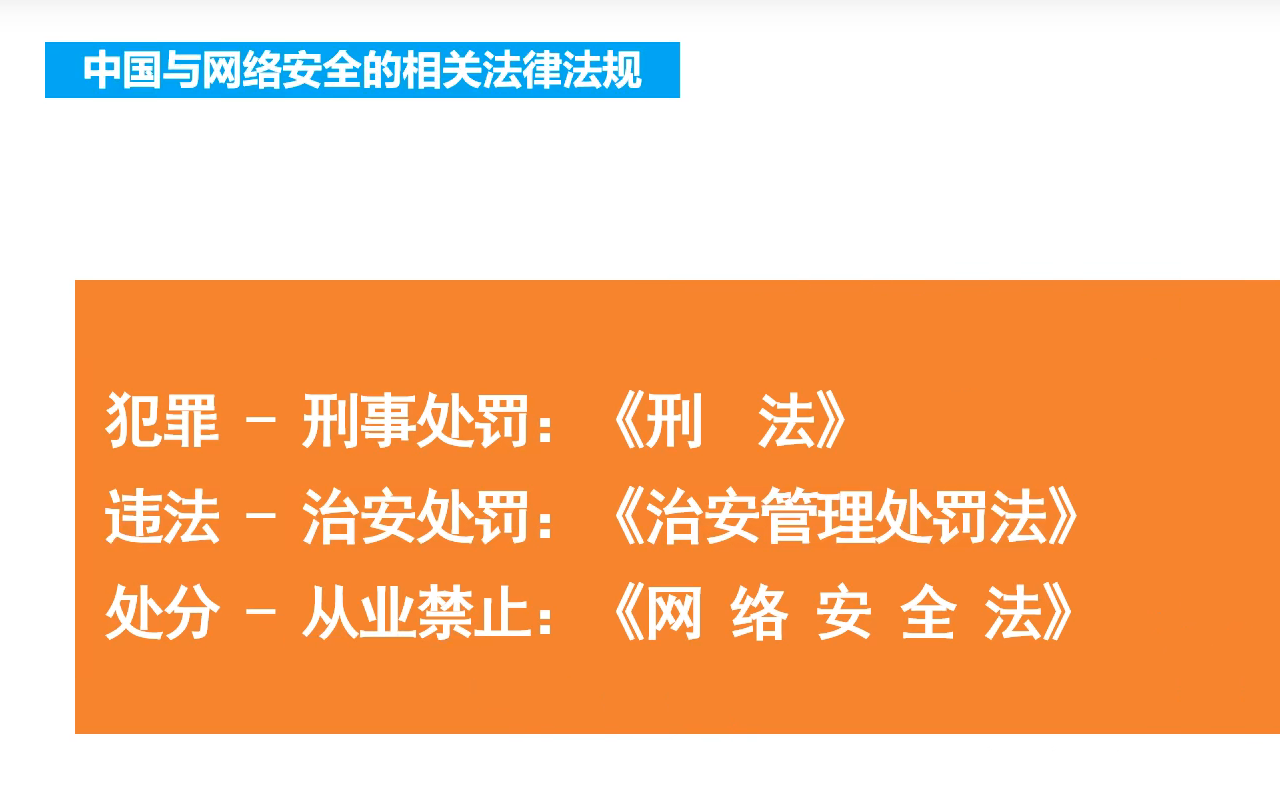 中国与网络安全的相关法律法规
犯罪 - 刑事处罚：《刑 法》
违法 - 治安处罚：《治安管理处罚法》
处分 - 从业禁止：《网 络 安 全 法》